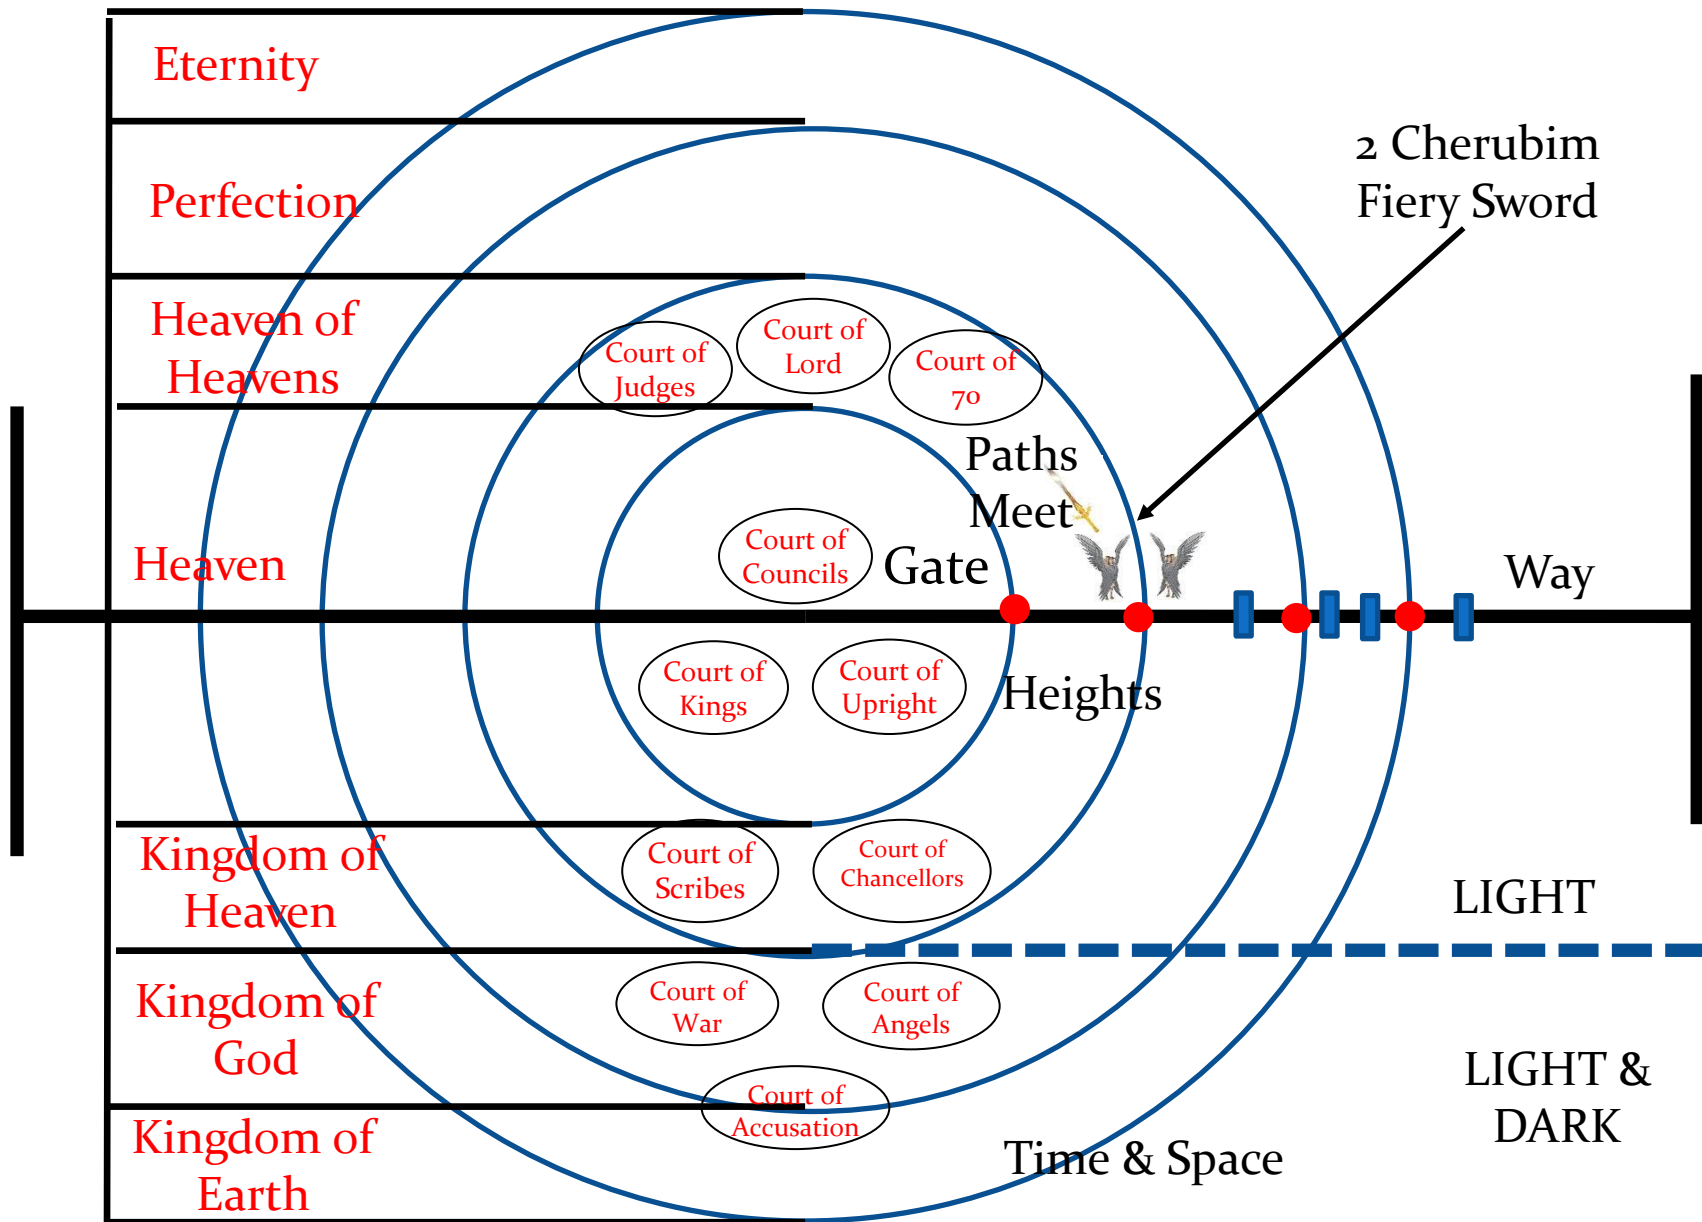 Eternity
2 Cherubim
Fiery Sword
Perfection
Heaven of
Heavens
Court of
Judges
Court of
Lord
Court of
70
Paths
Meet
Heaven
Court of
Councils
Gate
Way
Court of
Kings
Court of
Upright
Heights
Kingdom of
Heaven
Court of
Scribes
Court of
Chancellors
LIGHT
Kingdom of
God
Court of
War
Court of
Angels
LIGHT &
DARK
Court of
Accusation
Kingdom of
Earth
Time & Space